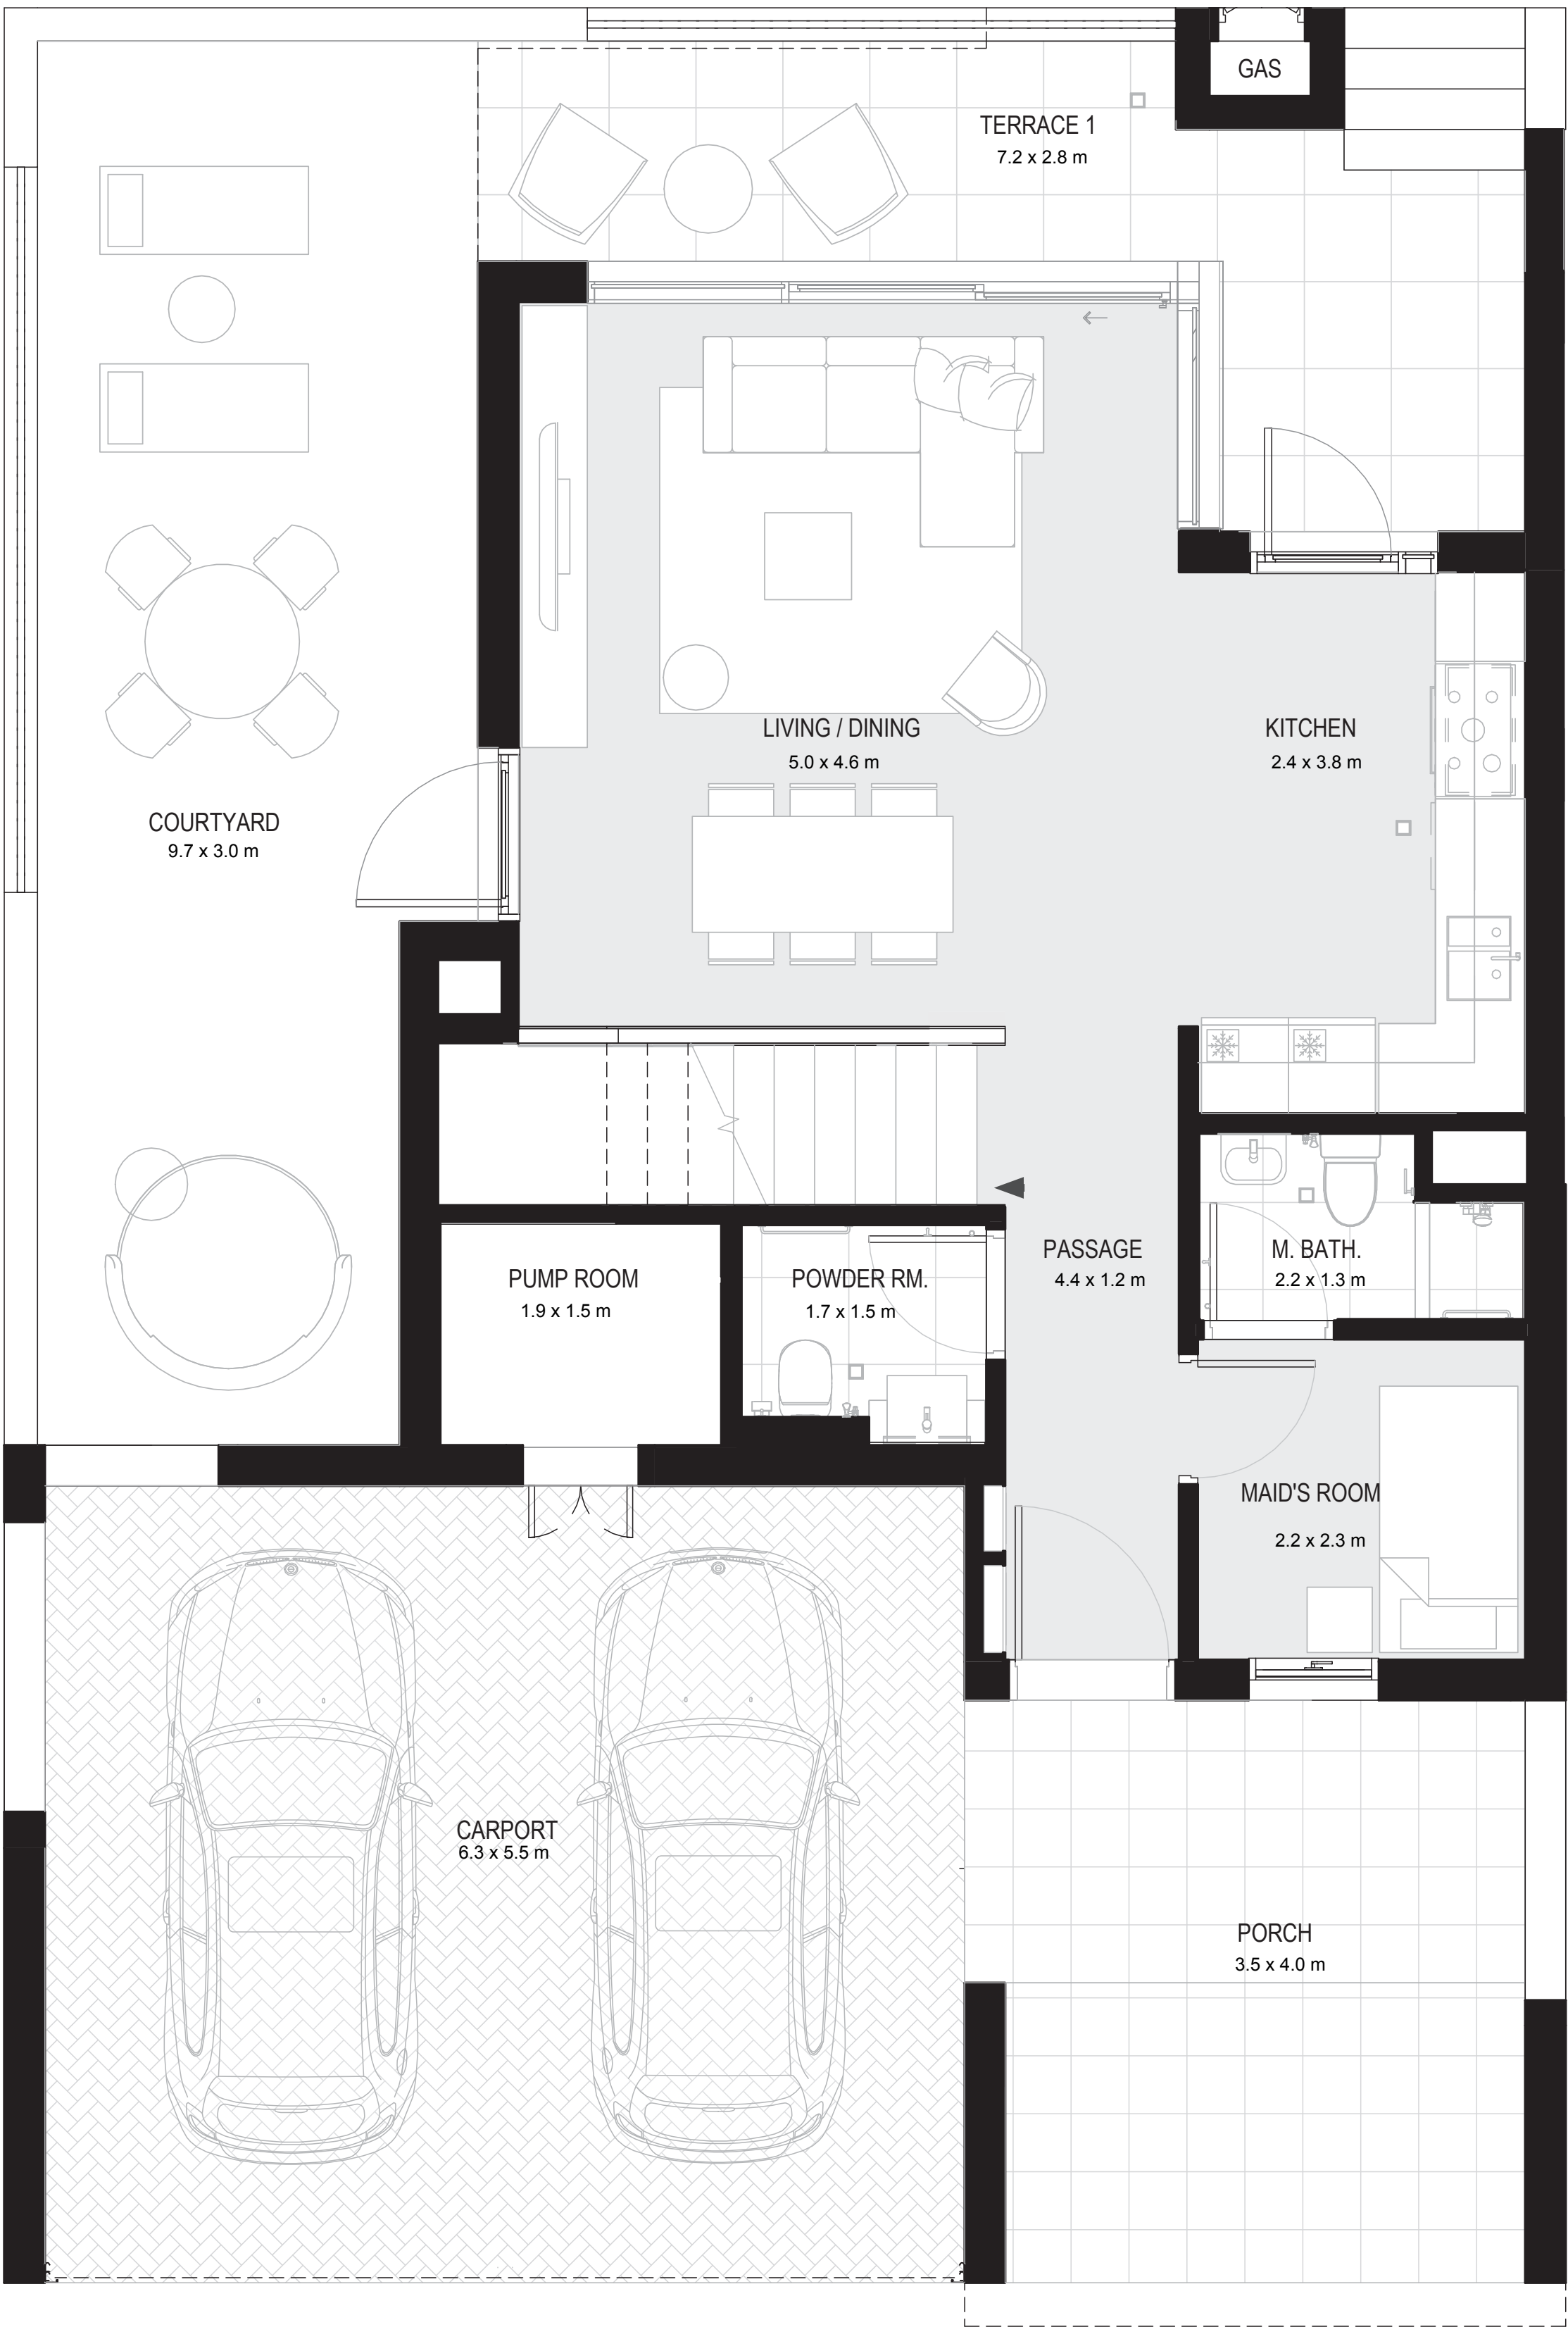 GAS
TERRACE 1
7.2 x 2.8 m
LIVING / DINING
5.0 x 4.6 m
KITCHEN
2.4 x 3.8 m
COURTYARD
9.7 x 3.0 m
PASSAGE
4.4 x 1.2 m
M. BATH.
2.2 x 1.3 m
PUMP ROOM
1.9 x 1.5 m
POWDER RM.
1.7 x 1.5 m
MAID'S ROOM
2.2 x 2.3 m
CARPORT
6.3 x 5.5 m
PORCH
3.5 x 4.0 m